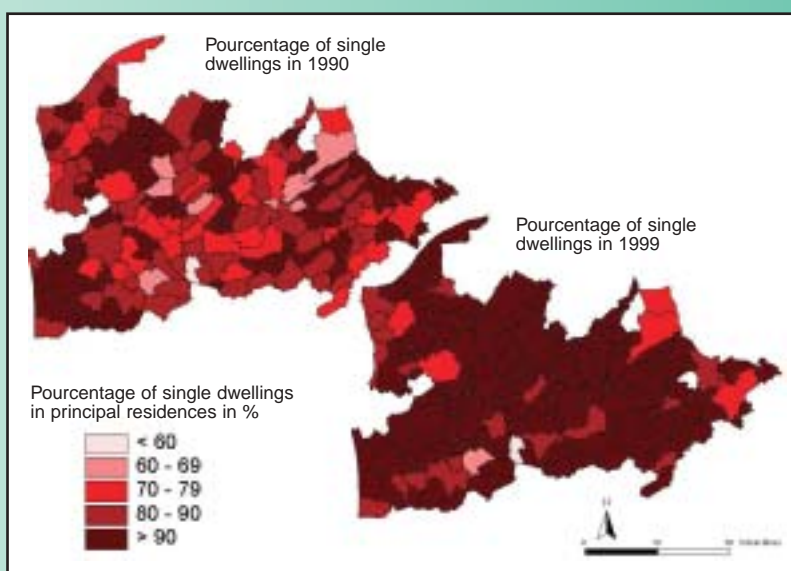 Pourcentage of single
dwellings in 1990
Pourcentage of single
dwellings in 1999
Pourcentage of single dwellings
in principal residences in %
< 60
60 - 69
70 - 79
80 - 90
> 90